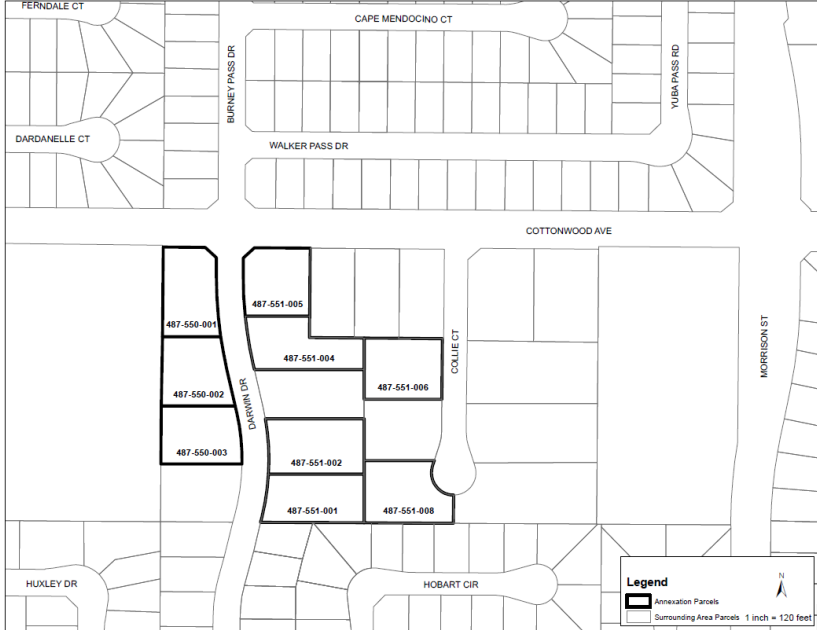 FERNDALE CT
CAPE MENDOCINO CT
BURNEY PASS DR
YUBA PASS RD
DARDANELLE CT
WALKER PASS DR
COTTONWOOD AVE
487-551-005
487-550-001
487-551-004
COLLIE CT
MORRISON ST
487-551-006
487-550-002
DARWIN DR
487-550-003
487-551-002
487-551-001
487-551-008
HUXLEY DR
HOBART CIR
Legend
N
Annexation Parcels
Surrounding Area Parcels 1 inch = 120 feet